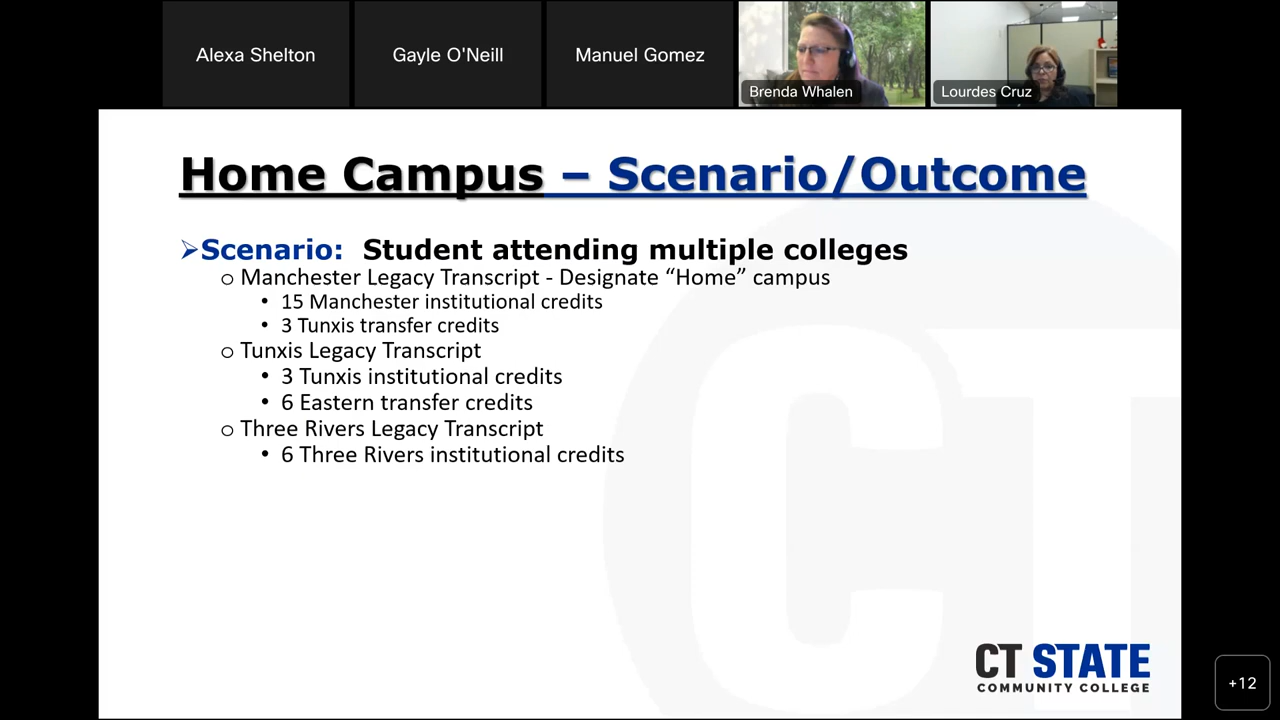 Alexa Shelton
Gayle O'Neill
Manuel Gomez
Brenda Whalen
Lourdes Cruz
Home Campus – Scenario/Outcome
➢Scenario: Student attending multiple colleges
o Manchester Legacy Transcript - Designate “Home” campus
• 15 Manchester institutional credits
• 3 Tunxis transfer credits
o Tunxis Legacy Transcript
• 3 Tunxis institutional credits
• 6 Eastern transfer credits
o Three Rivers Legacy Transcript
• 6 Three Rivers institutional credits
CT
CT STATE
COMMUNITY COLLEGE
+12